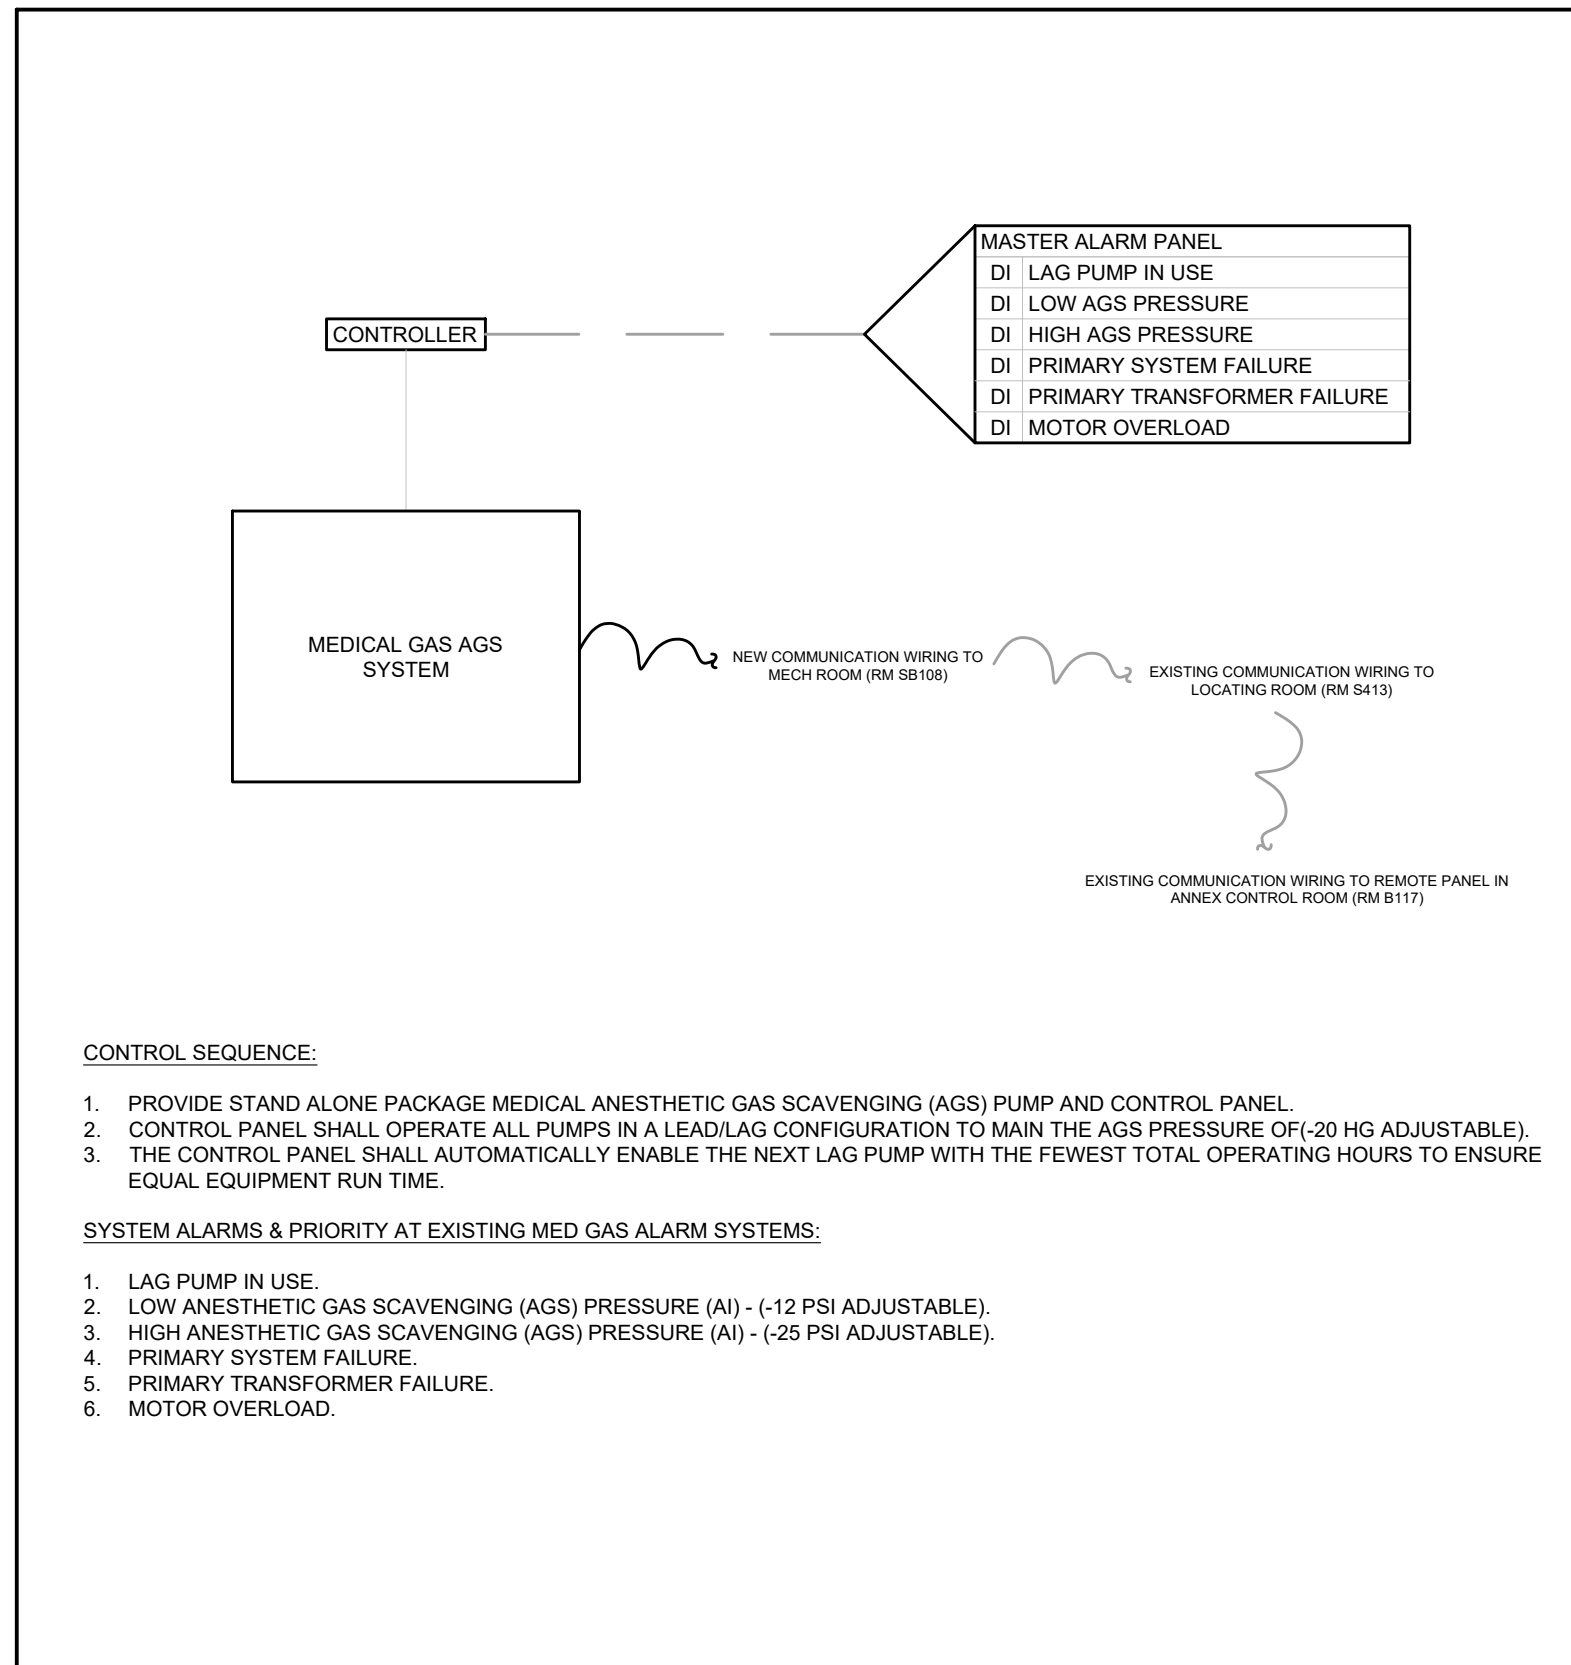 MASTER ALARM PANEL
DI LAG PUMP IN USE
DI LOW AGS PRESSURE
DI HIGH AGS PRESSURE
DI PRIMARY SYSTEM FAILURE
DI PRIMARY TRANSFORMER FAILURE
DI MOTOR OVERLOAD
CONTROLLER
MEDICAL GAS AGS
SYSTEM
NEW COMMUNICATION WIRING TO
MECH ROOM (RM SB108)
EXISTING COMMUNICATION WIRING TO
LOCATING ROOM (RM S413)
EXISTING COMMUNICATION WIRING TO REMOTE PANEL IN
ANNEX CONTROL ROOM (RM B117)
CONTROL SEQUENCE:
1. PROVIDE STAND ALONE PACKAGE MEDICAL ANESTHETIC GAS SCAVENGING (AGS) PUMP AND CONTROL PANEL.
2. CONTROL PANEL SHALL OPERATE ALL PUMPS IN A LEAD/LAG CONFIGURATION TO MAIN THE AGS PRESSURE OF(-20 HG ADJUSTABLE).
3. THE CONTROL PANEL SHALL AUTOMATICALLY ENABLE THE NEXT LAG PUMP WITH THE FEWEST TOTAL OPERATING HOURS TO ENSURE
EQUAL EQUIPMENT RUN TIME.
SYSTEM ALARMS & PRIORITY AT EXISTING MED GAS ALARM SYSTEMS:
1. LAG PUMP IN USE.
2. LOW ANESTHETIC GAS SCAVENGING (AGS) PRESSURE (AI) - (-12 PSI ADJUSTABLE).
3. HIGH ANESTHETIC GAS SCAVENGING (AGS) PRESSURE (AI) - (-25 PSI ADJUSTABLE).
4. PRIMARY SYSTEM FAILURE.
5. PRIMARY TRANSFORMER FAILURE.
6. MOTOR OVERLOAD.